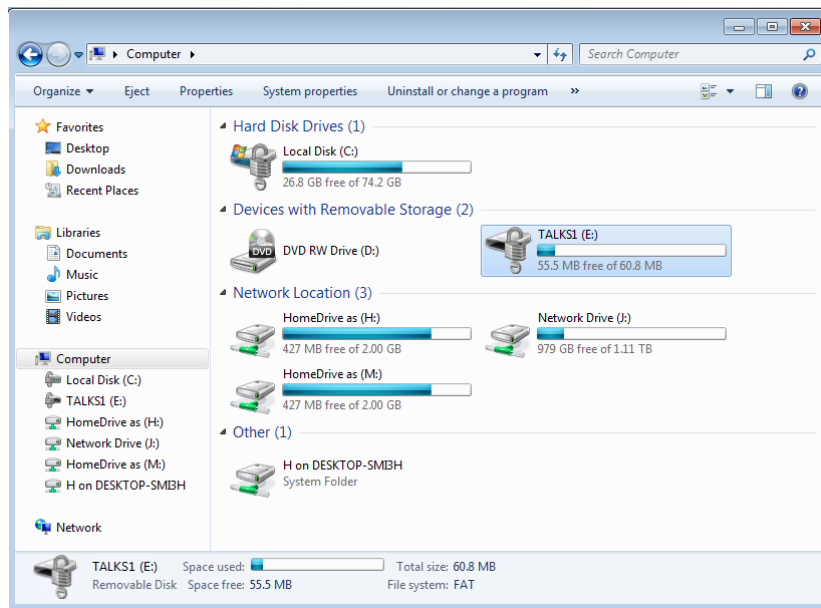 Computer
Search Computer
Organize Eject Properties System properties Uninstall or change a program »
Favorites
Desktop
Downloads
Recent Places
Libraries
Documents
Music
Pictures
Videos
Computer
Local Disk (C:)
TALKS1 (E:)
HomeDrive as (H:)
Network Drive (J:)
HomeDrive as (M:)
H on DESKTOP-SMI3H
Network
Hard Disk Drives (1)
Local Disk (C:)
26.8 GB free of 74.2 GB
Devices with Removable Storage (2)
DVD
DVD RW Drive (D:)
TALKS1 (E:)
55.5 MB free of 60.8 MB
Network Location (3)
HomeDrive as (H:)
427 MB free of 2.00 GB
Network Drive (J:)
979 GB free of 1.11 TB
HomeDrive as (M:)
427 MB free of 2.00 GB
Other (1)
H on DESKTOP-SMI3H
System Folder
TALKS1 (E:) Space used: Total size: 60.8 MB
Removable Disk Space free: 55.5 MB File system: FAT